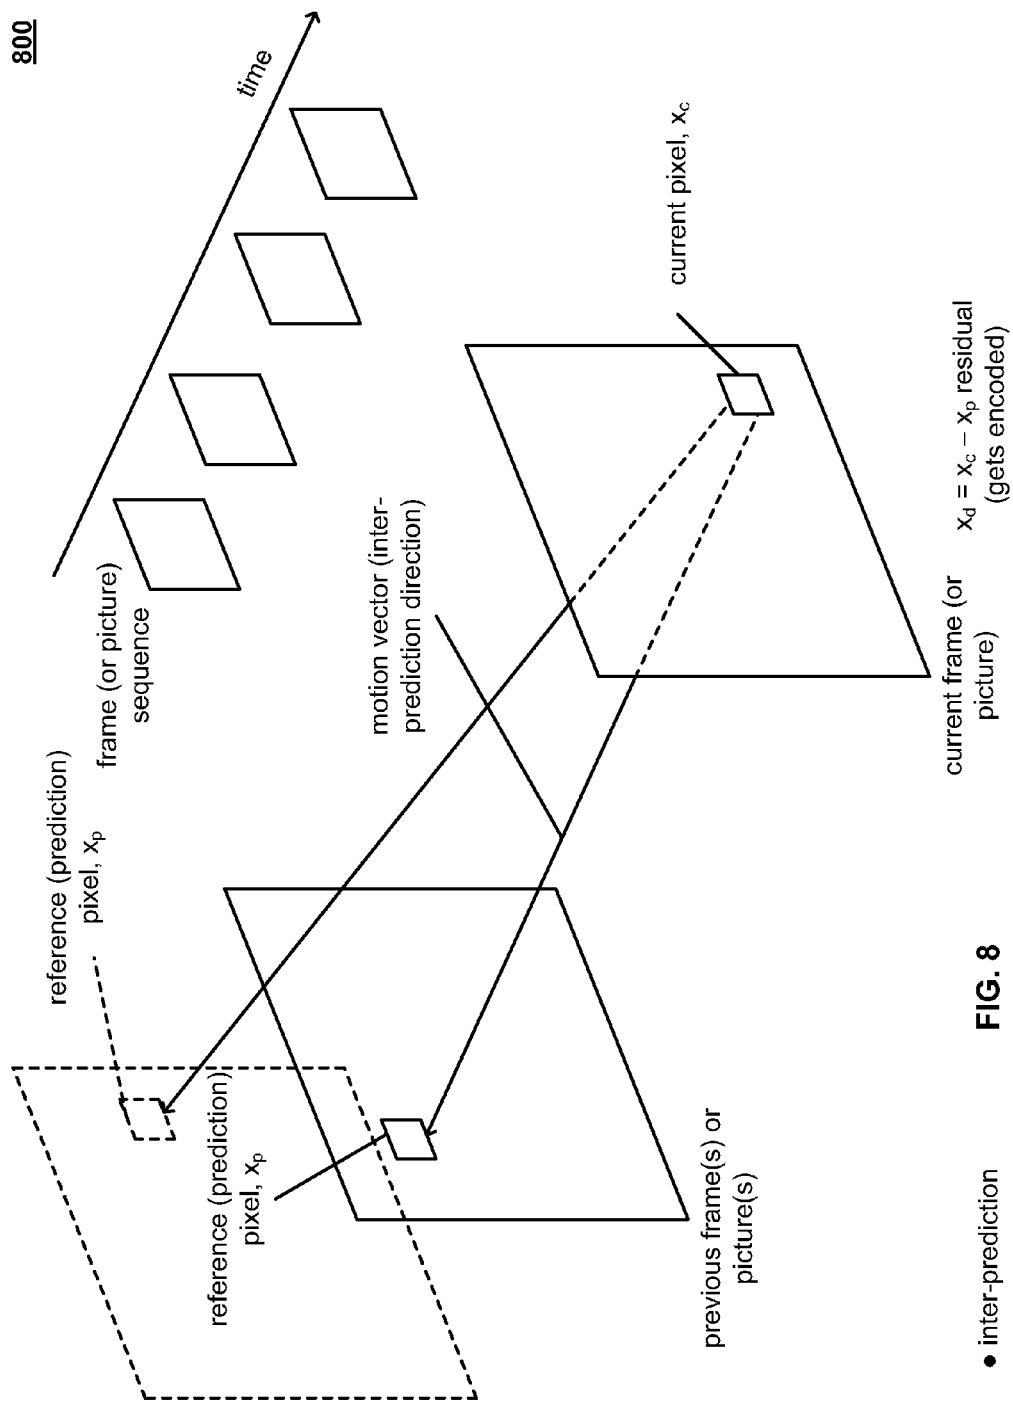 800
time
frame (or picture)
sequence
reference (prediction)
pixel, xp
reference (prediction)
pixel, xp
motion vector (inter-
prediction direction)
current pixel, xc
previous frame(s) or
picture(s)
current frame (or
picture)
xd = xc – xp residual
(gets encoded)
● inter-prediction
FIG. 8